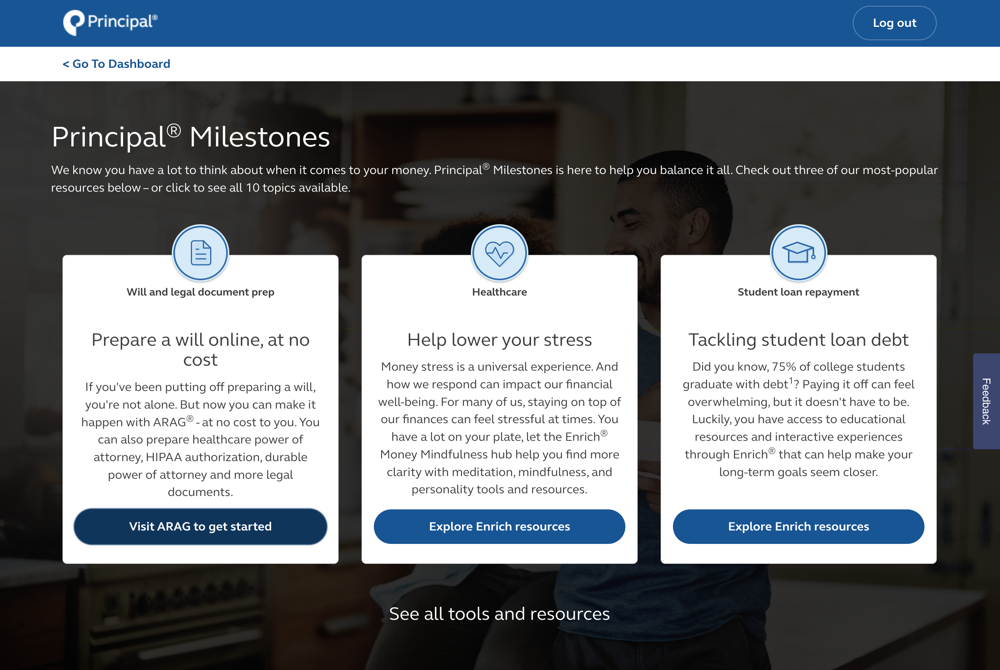 Principal®
Log out
< Go To Dashboard
Principal® Milestones
We know you have a lot to think about when it comes to your money. Principal® Milestones is here to help you balance it all. Check out three of our most-popular
resources below – or click to see all 10 topics available.
Will and legal document prep
Prepare a will online, at no
cost
If you've been putting off preparing a will,
you're not alone. But now you can make it
happen with ARAG® - at no cost to you. You
can also prepare healthcare power of
attorney, HIPAA authorization, durable
power of attorney and more legal
documents.
Visit ARAG to get started
Healthcare
Help lower your stress
Money stress is a universal experience. And
how we respond can impact our financial
well-being. For many of us, staying on top of
our finances can feel stressful at times. You
have a lot on your plate, let the Enrich®
Money Mindfulness hub help you find more
clarity with meditation, mindfulness, and
personality tools and resources.
Explore Enrich resources
Student loan repayment
Tackling student loan debt
Did you know, 75% of college students
graduate with debt¹? Paying it off can feel
overwhelming, but it doesn't have to be.
Luckily, you have access to educational
resources and interactive experiences
through Enrich® that can help make your
long-term goals seem closer.
Explore Enrich resources
Feedback
See all tools and resources